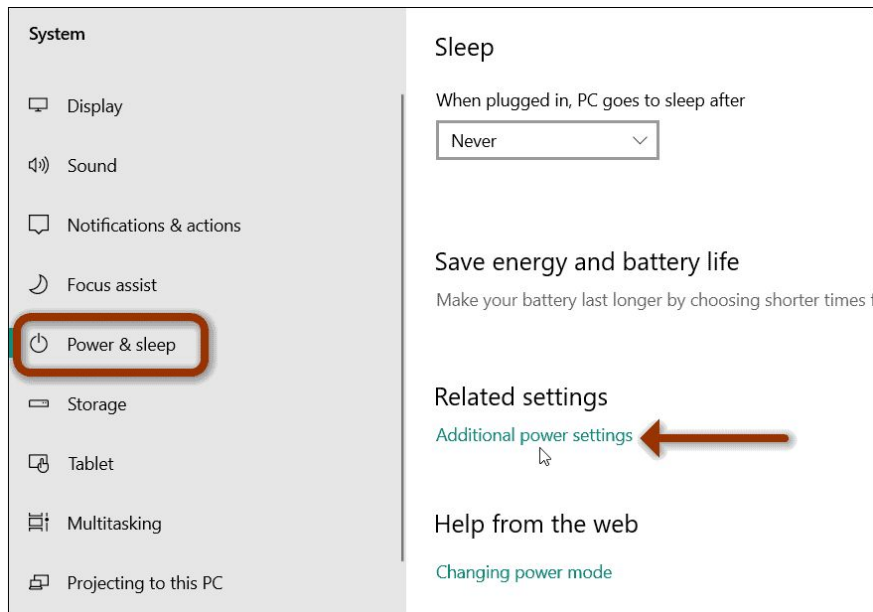 System
Display
Sound
Notifications & actions
Focus assist
Power & sleep
Storage
Tablet
Multitasking
Projecting to this PC
Sleep
When plugged in, PC goes to sleep after
Never
Save energy and battery life
Make your battery last longer by choosing shorter times
Related settings
Additional power settings
Help from the web
Changing power mode